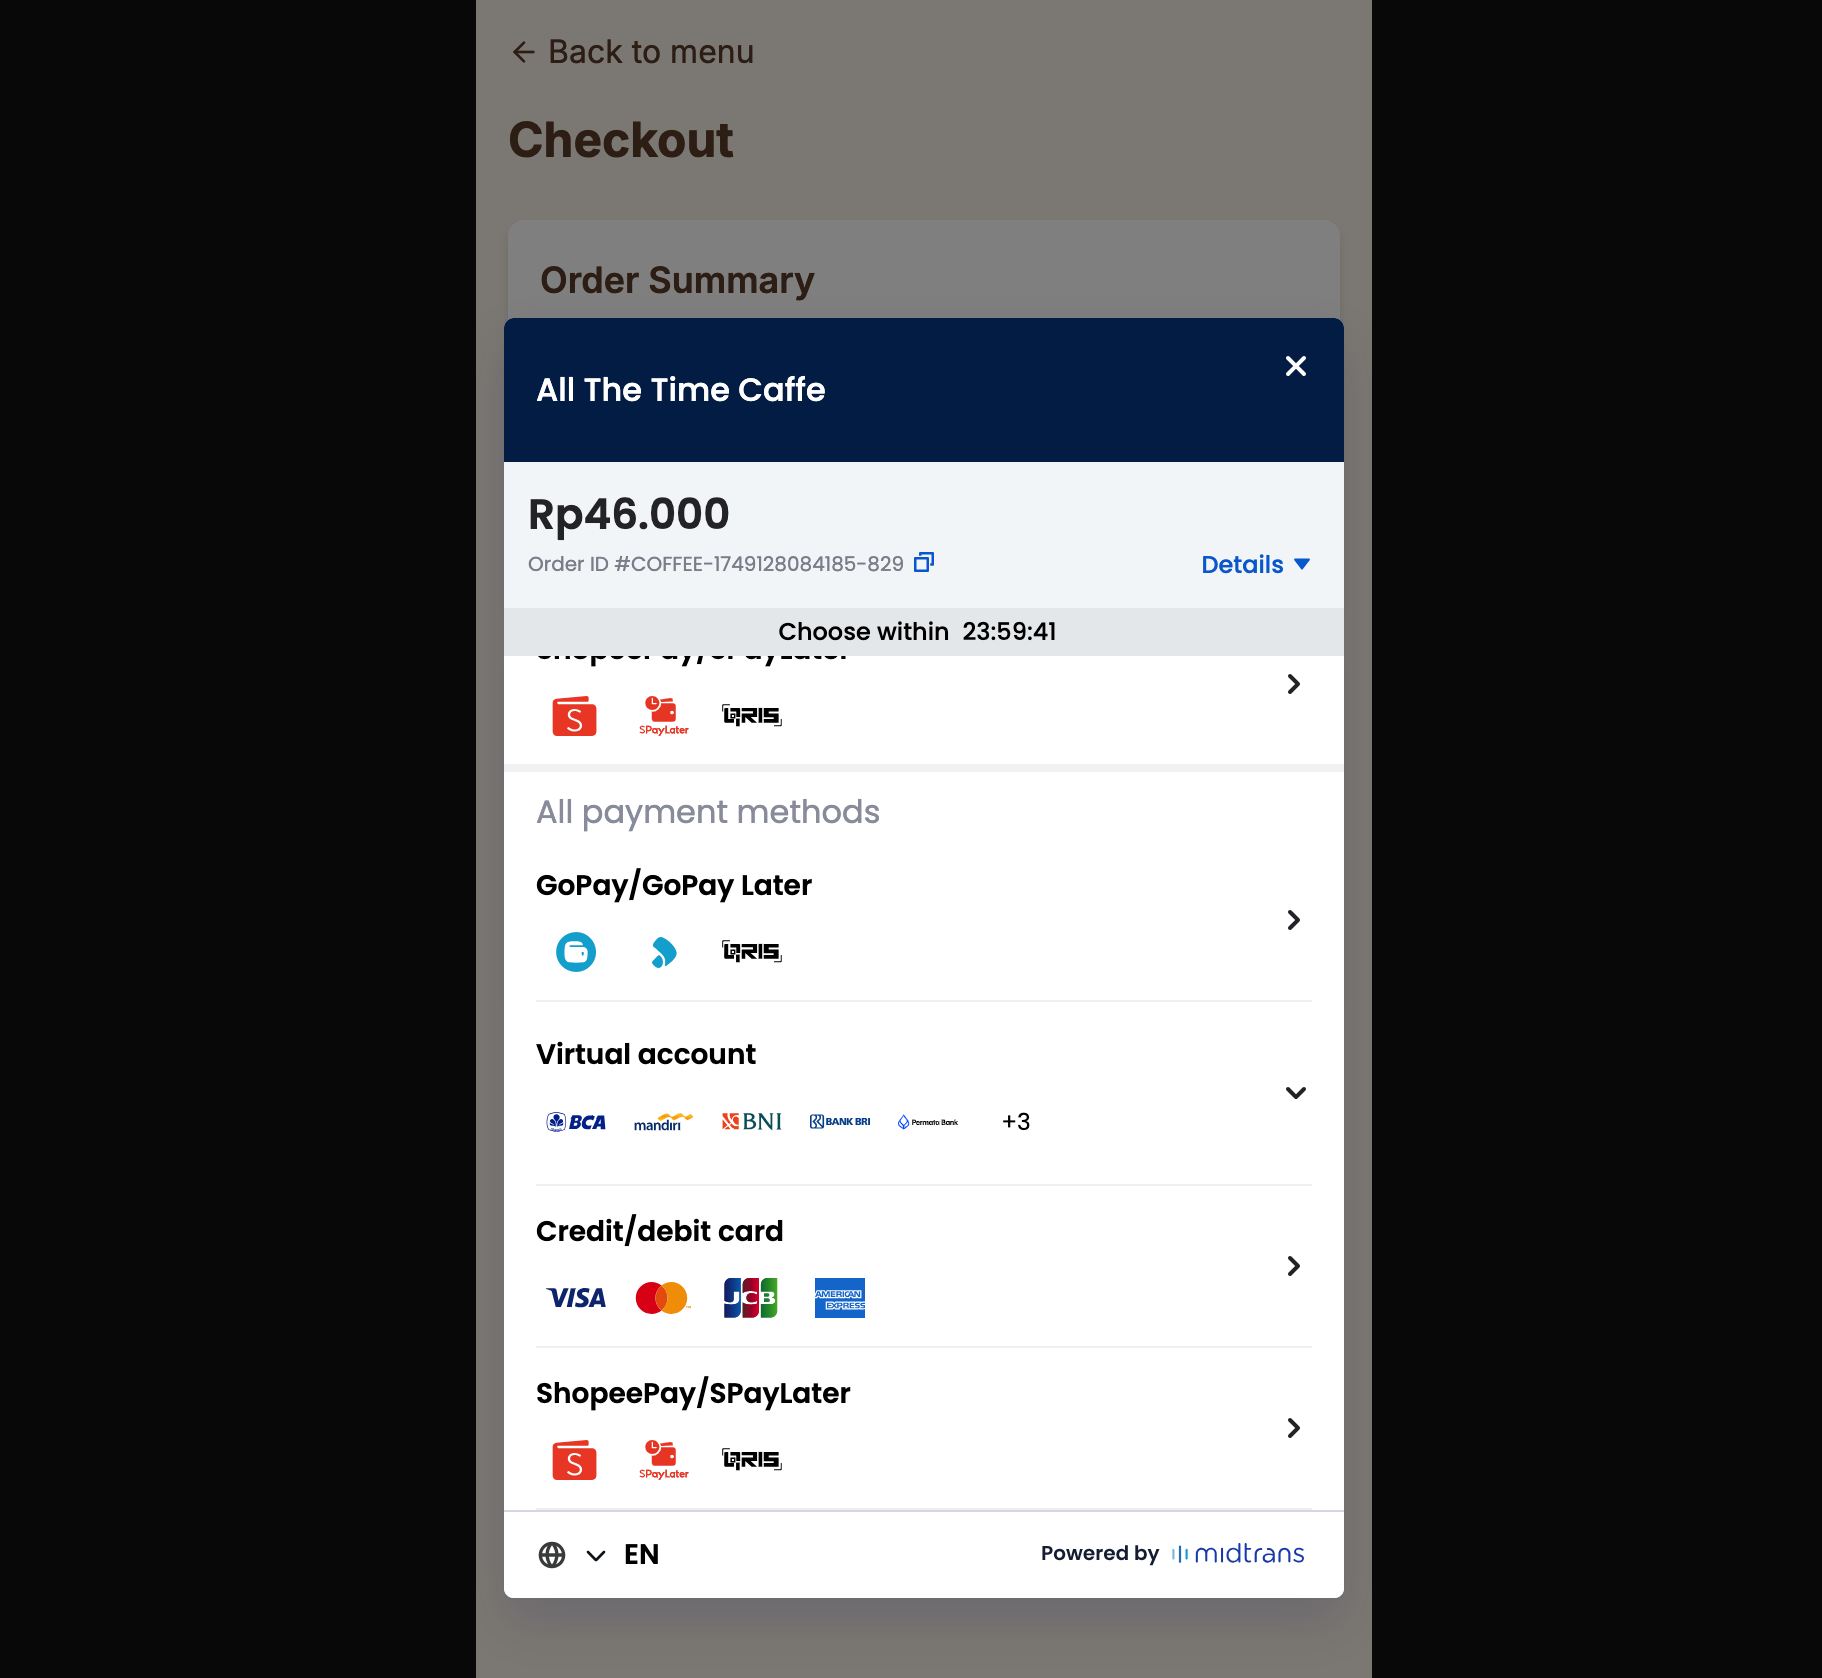 ← Back to menu
Checkout
Order Summary
All The Time Caffe
Rp46.000
Order ID #COFFEE-1749128084185-829
Details
Choose within 23:59:41
ShopeePay/SPayLater
S SPayLater QRIS
All payment methods
GoPay/GoPay Later
QRIS
Virtual account
BCA mandiri BNI BANK BRI Permata Bank +3
Credit/debit card
VISA JCB AMERICAN EXPRESS
ShopeePay/SPayLater
S SPayLater QRIS
EN
Powered by midtrans